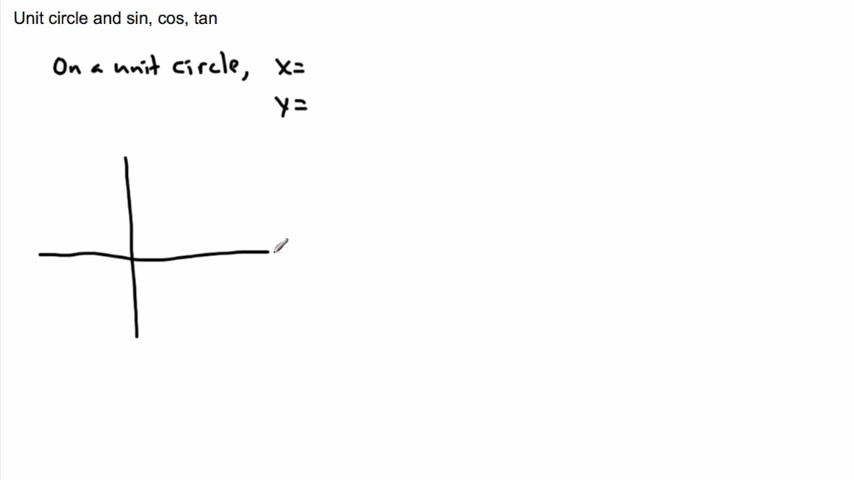 Unit circle and sin, cos, tan
On a unit circle, x=
y=